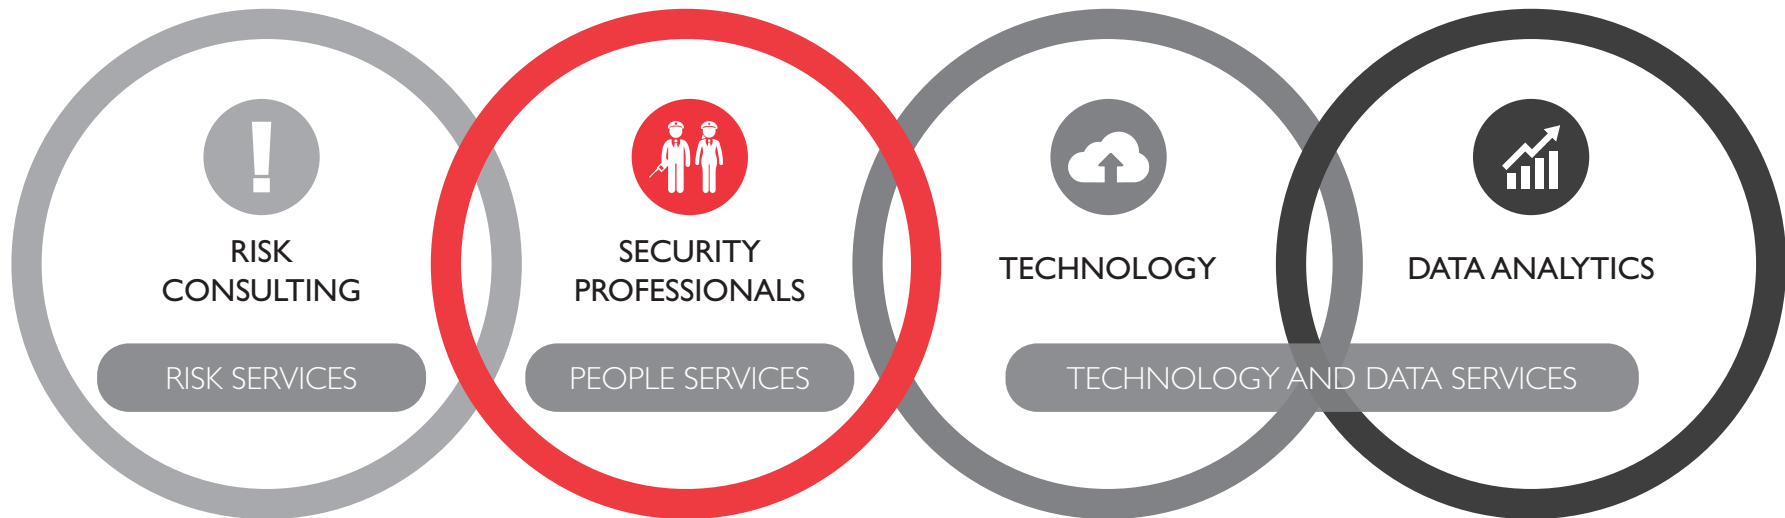 RISK
CONSULTING
RISK SERVICES
SECURITY
PROFESSIONALS
PEOPLE SERVICES
TECHNOLOGY
DATA ANALYTICS
TECHNOLOGY AND DATA SERVICES